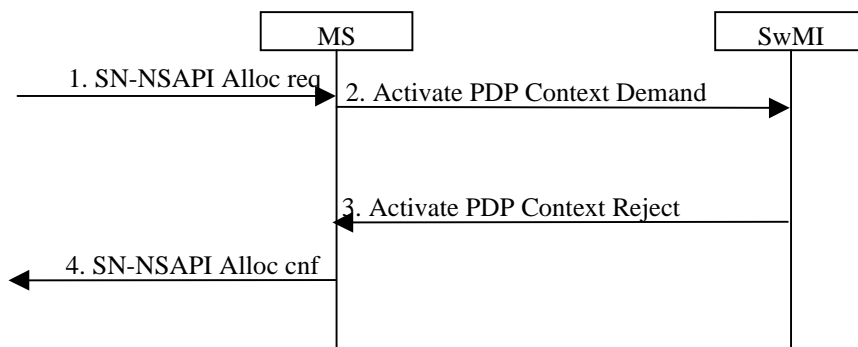 MS
SwMI
1. SN-NSAPI Alloc req
2. Activate PDP Context Demand
3. Activate PDP Context Reject
4. SN-NSAPI Alloc cnf